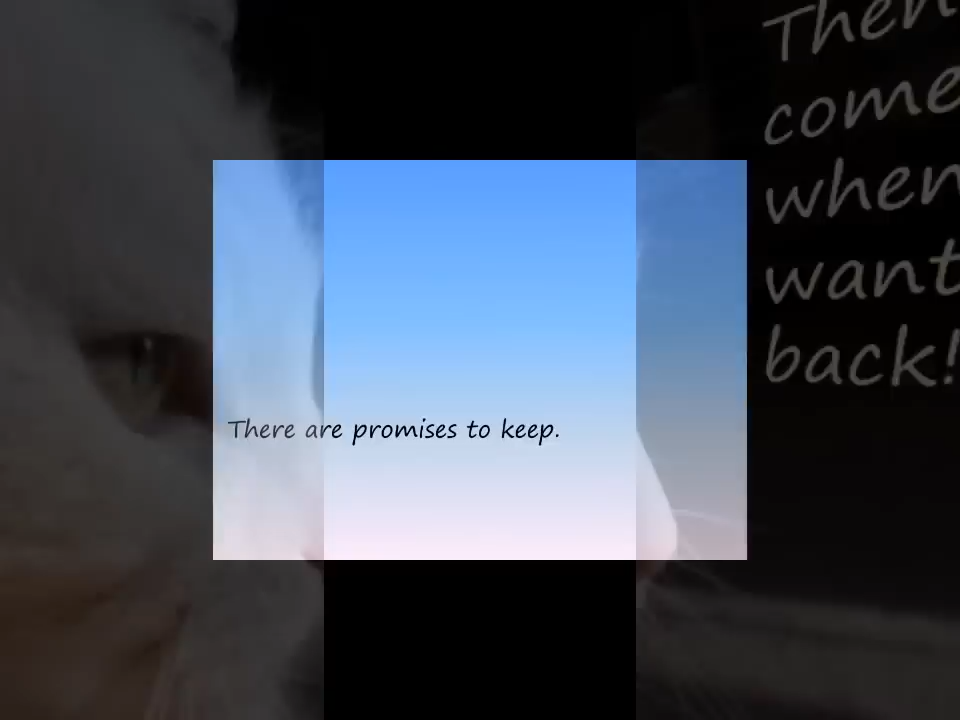 There are promises to keep.
Then
come
when
want
back!